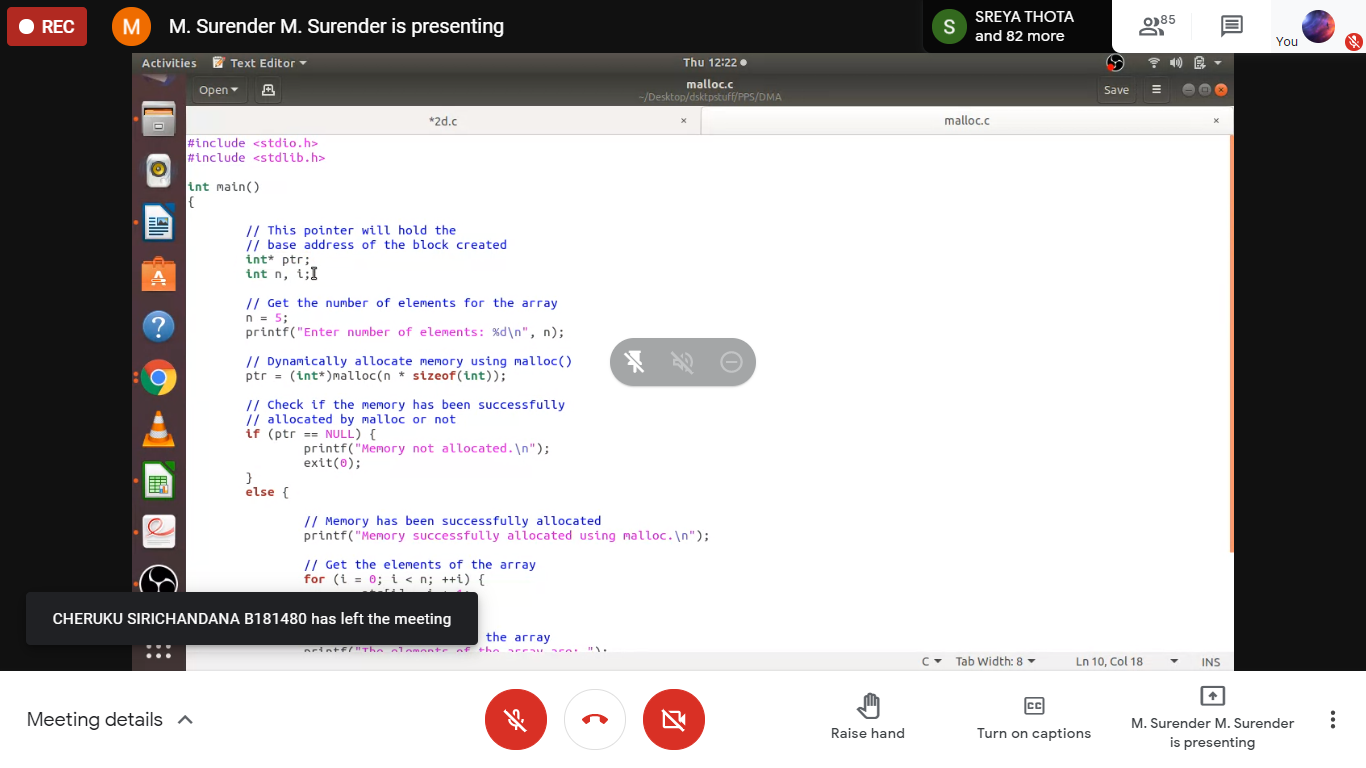 REC
M
M. Surender M. Surender is presenting
S
SREYA THOTA
and 82 more
85
You
Activities
Text Editor
Thu 12:22
Open
malloc.c
~/Desktop/dsktpstuff/PPS/DMA
Save
*2d.c
malloc.c
#include <stdio.h>
#include <stdlib.h>
int main()
{
// This pointer will hold the
// base address of the block created
int* ptr;
int n, i;
// Get the number of elements for the array
n = 5;
printf("Enter number of elements: %d\n", n);
// Dynamically allocate memory using malloc()
ptr = (int*)malloc(n * sizeof(int));
// Check if the memory has been successfully
// allocated by malloc or not
if (ptr == NULL) {
printf("Memory not allocated.\n");
exit(0);
}
else {
// Memory has been successfully allocated
printf("Memory successfully allocated using malloc.\n");
// Get the elements of the array
for (i = 0; i < n; ++i) {
CHERUKU SIRICHANDANA B181480 has left the meeting
the array
printf("The elements of the array are: ");
C
Tab Width: 8
Ln 10, Col 18
INS
Meeting details
Raise hand
CC
Turn on captions
M. Surender M. Surender
is presenting